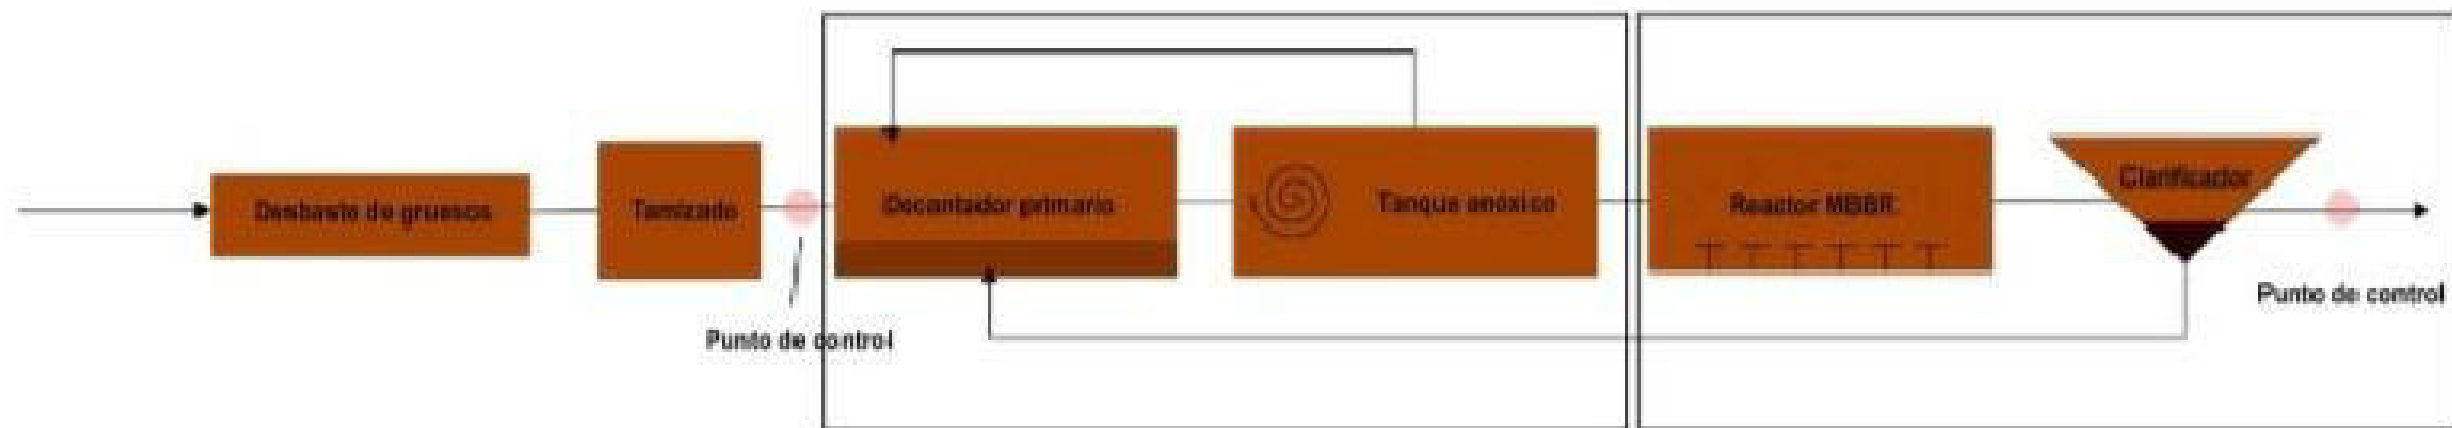 Desbaste de gruesos
Tamizado
Decantador primario
Tanque anóxico
Reactor MBBR
Clarificador
Punto de control
Punto de control